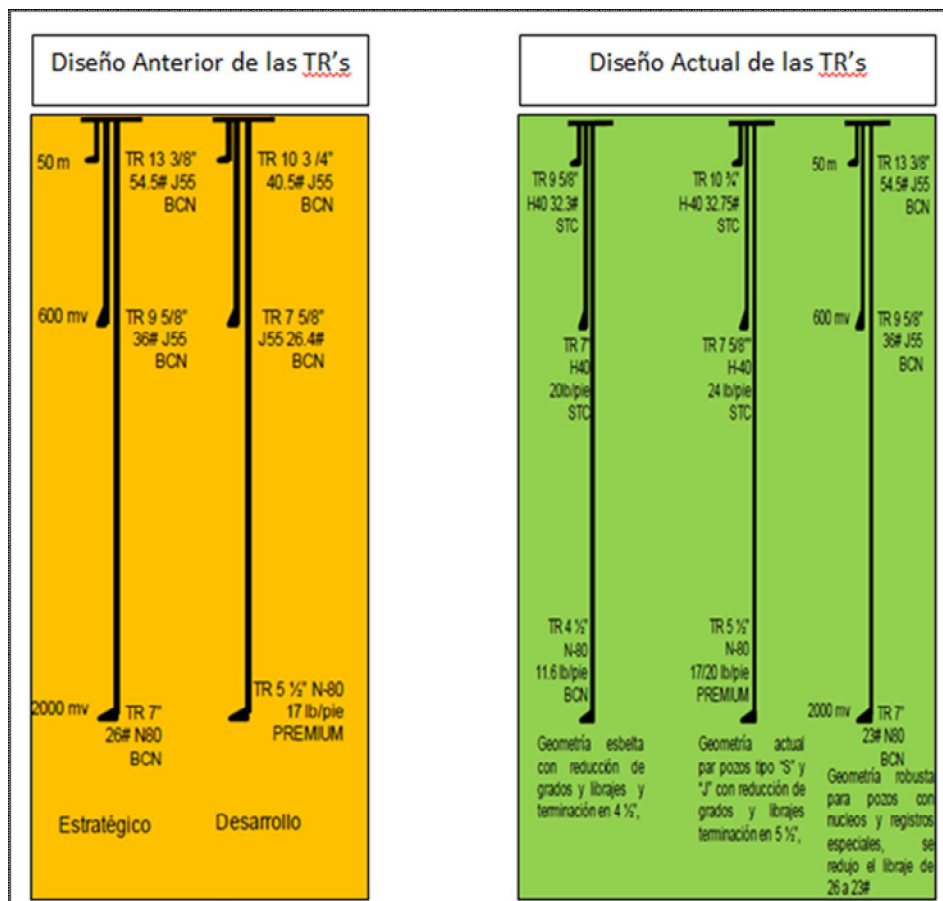 Diseño Anterior de las TR's
50 m
TR 13 3/8"
54.5# J55
BCN
TR 10 3 /4"
40.5# J55
BCN
600 mv
TR 9 5/8"
36# J55
BCN
TR 7 5/8"
J55 26.4#
BCN
2000 mv
TR 7"
26# N80
BCN
TR 5 ½" N-80
17 lb/pie
PREMIUM
Estratégico
Desarrollo
Diseño Actual de las TR's
TR 9 5/8"
H40 32.3#
STC
TR 10 ¾"
H-40 32.75#
STC
50 m
TR 13 3/8"
54.5# J55
BCN
TR 7"
H40
20lb/pie
STC
TR 7 5/8""
H-40
24 lb/pie
STC
600 mv
TR 9 5/8"
36# J55
BCN
TR 4 ½"
N-80
11.6 lb/pie
BCN
TR 5 ½"
N-80
17/20 lb/pie
PREMIUM
2000 mv
TR 7"
23# N80
BCN
Geometría esbelta
con reducción de
grados y librajes y
terminación en 4 ½",
Geometría actual
par pozos tipo "S" y
"J" con reducción de
grados y librajes
terminación en 5 ½",
Geometría robusta
para pozos con
nucleos y registros
especiales, se
redujo el libraje de
26 a 23#